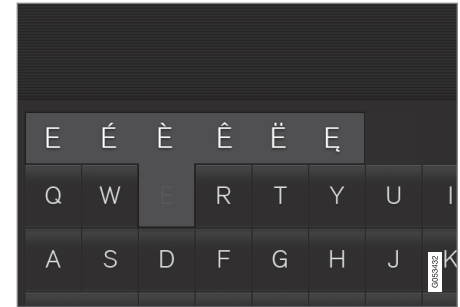 E É È Ê Ë Ę
Q W E R T Y U I
A S D F G H J K
G053432